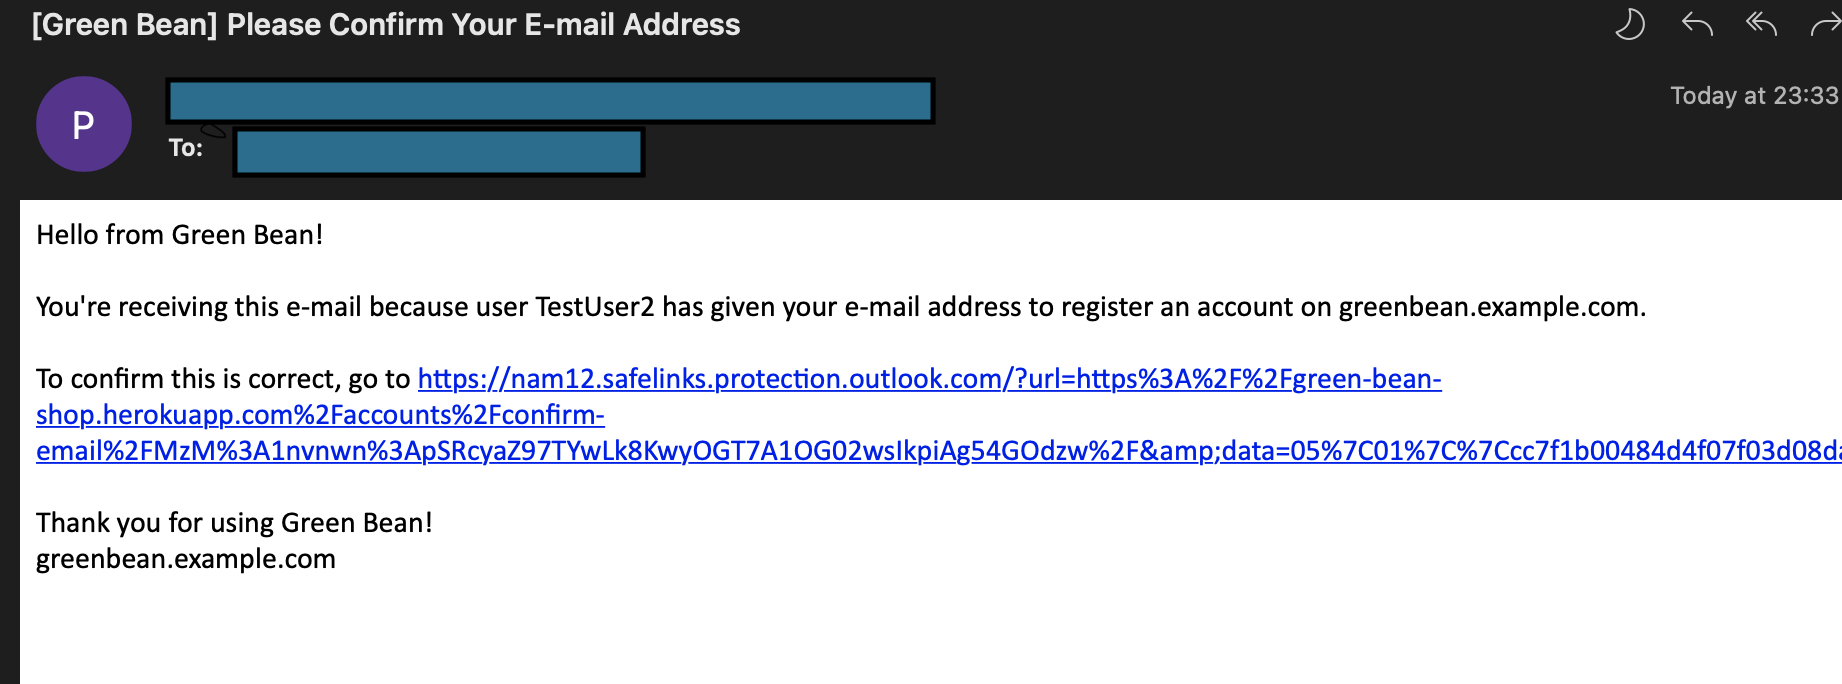 [Green Bean] Please Confirm Your E-mail Address
P
Today at 23:33
To:
Hello from Green Bean!
You're receiving this e-mail because user TestUser2 has given your e-mail address to register an account on greenbean.example.com.
To confirm this is correct, go to https://nam12.safelinks.protection.outlook.com/?url=https%3A%2F%2Fgreen-bean-
shop.herokuapp.com%2Faccounts%2Fconfirm-
email%2FMzM%3A1nvnwn%3ApSRcyaZ97TYwLk8KwyOGT7A1OG02wsIkpiAg54GOdzw%2F&amp;data=05%7C01%7C%7Ccc7f1b00484d4f07f03d08da
Thank you for using Green Bean!
greenbean.example.com